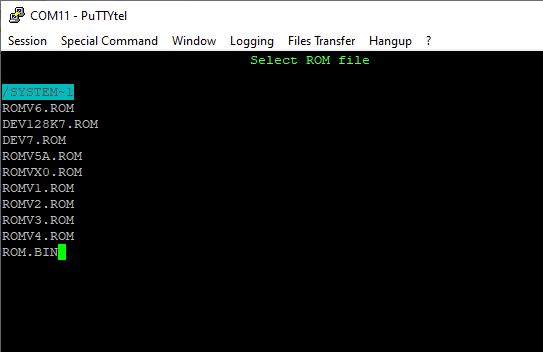 COM11 - PuTTYtel
Session Special Command Window Logging Files Transfer Hangup ?
Select ROM file
/SYSTEM~1
ROMV6.ROM
DEV128K7.ROM
DEV7.ROM
ROMV5A.ROM
ROMVX0.ROM
ROMV1.ROM
ROMV2.ROM
ROMV3.ROM
ROMV4.ROM
ROM.BIN